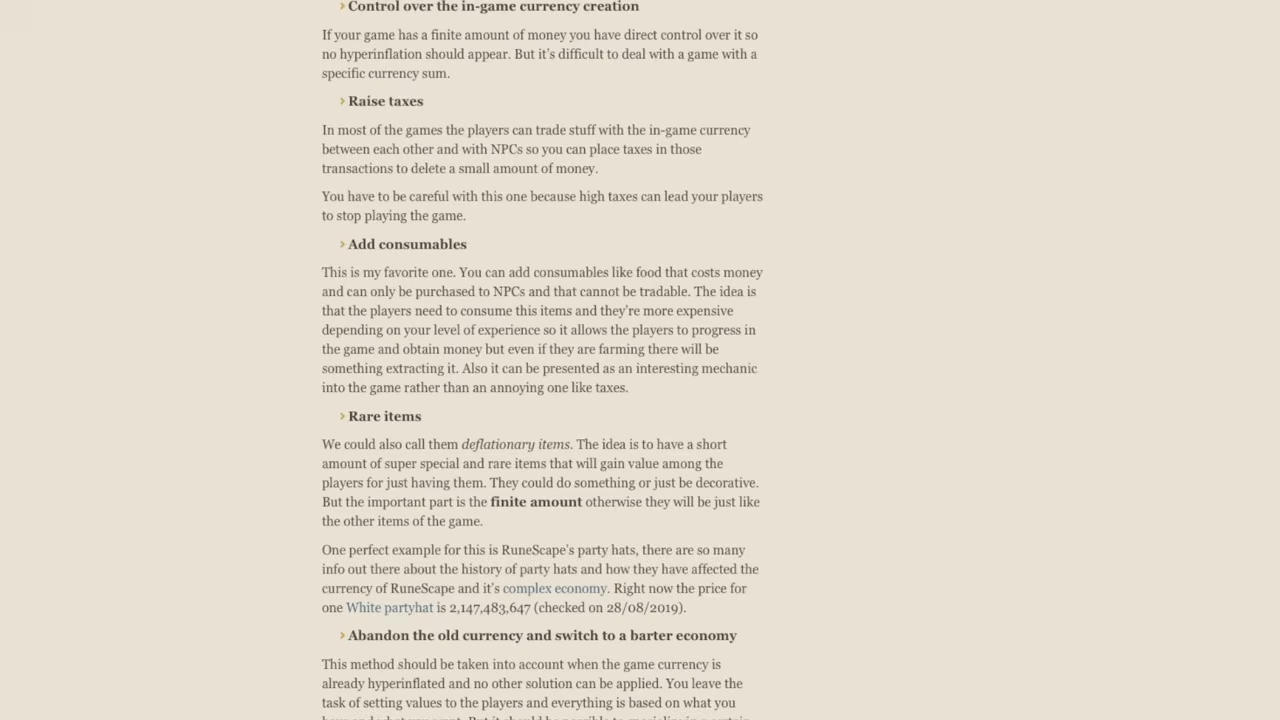 › Control over the in-game currency creation
If your game has a finite amount of money you have direct control over it so
no hyperinflation should appear. But it's difficult to deal with a game with a
specific currency sum.
› Raise taxes
In most of the games the players can trade stuff with the in-game currency
between each other and with NPCs so you can place taxes in those
transactions to delete a small amount of money.
You have to be careful with this one because high taxes can lead your players
to stop playing the game.
› Add consumables
This is my favorite one. You can add consumables like food that costs money
and can only be purchased to NPCs and that cannot be tradable. The idea is
that the players need to consume this items and they're more expensive
depending on your level of experience so it allows the players to progress in
the game and obtain money but even if they are farming there will be
something extracting it. Also it can be presented as an interesting mechanic
into the game rather than an annoying one like taxes.
› Rare items
We could also call them deflationary items. The idea is to have a short
amount of super special and rare items that will gain value among the
players for just having them. They could do something or just be decorative.
But the important part is the finite amount otherwise they will be just like
the other items of the game.
One perfect example for this is RuneScape's party hats, there are so many
info out there about the history of party hats and how they have affected the
currency of RuneScape and it's complex economy. Right now the price for
one White partyhat is 2,147,483,647 (checked on 28/08/2019).
› Abandon the old currency and switch to a barter economy
This method should be taken into account when the game currency is
already hyperinflated and no other solution can be applied. You leave the
task of setting values to the players and everything is based on what you